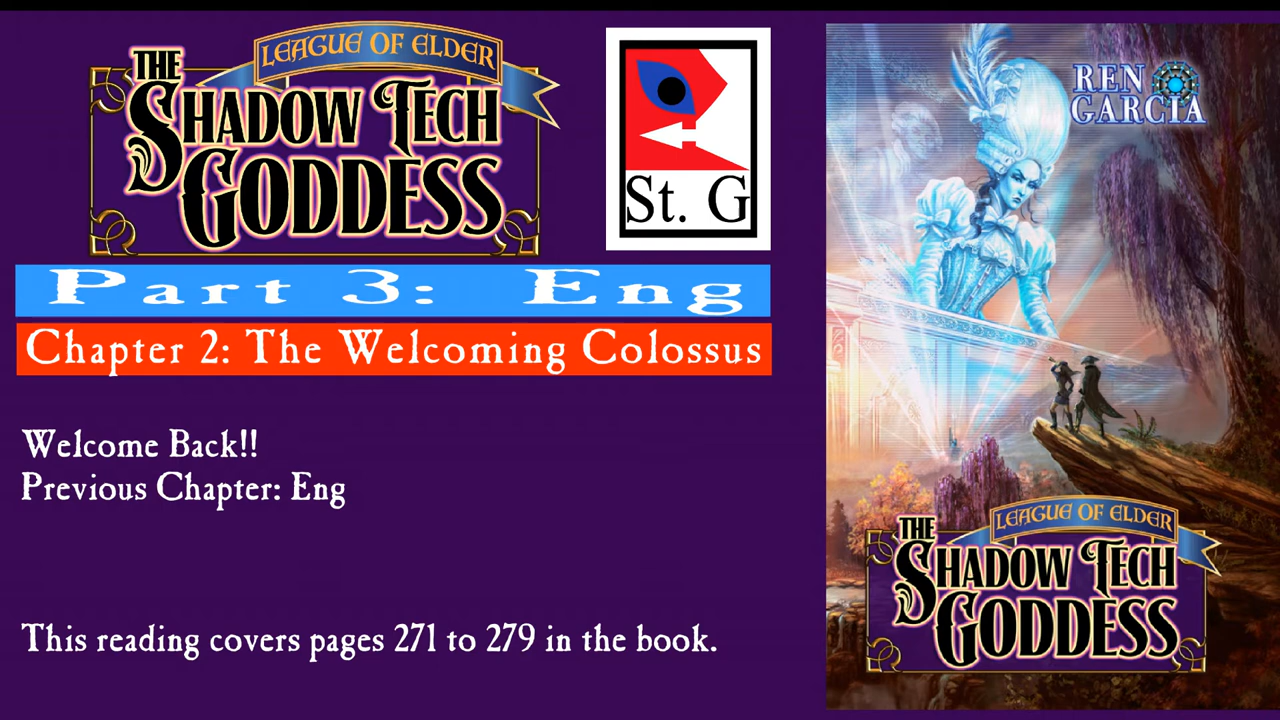 LEAGUE OF ELDER
THE
SHADOW TECH
GODDESS
St. G
Part 3: Eng
Chapter 2: The Welcoming Colossus
Welcome Back!!
Previous Chapter: Eng
This reading covers pages 271 to 279 in the book.
REN
GARCIA
LEAGUE OF ELDER
THE
SHADOW TECH
GODDESS